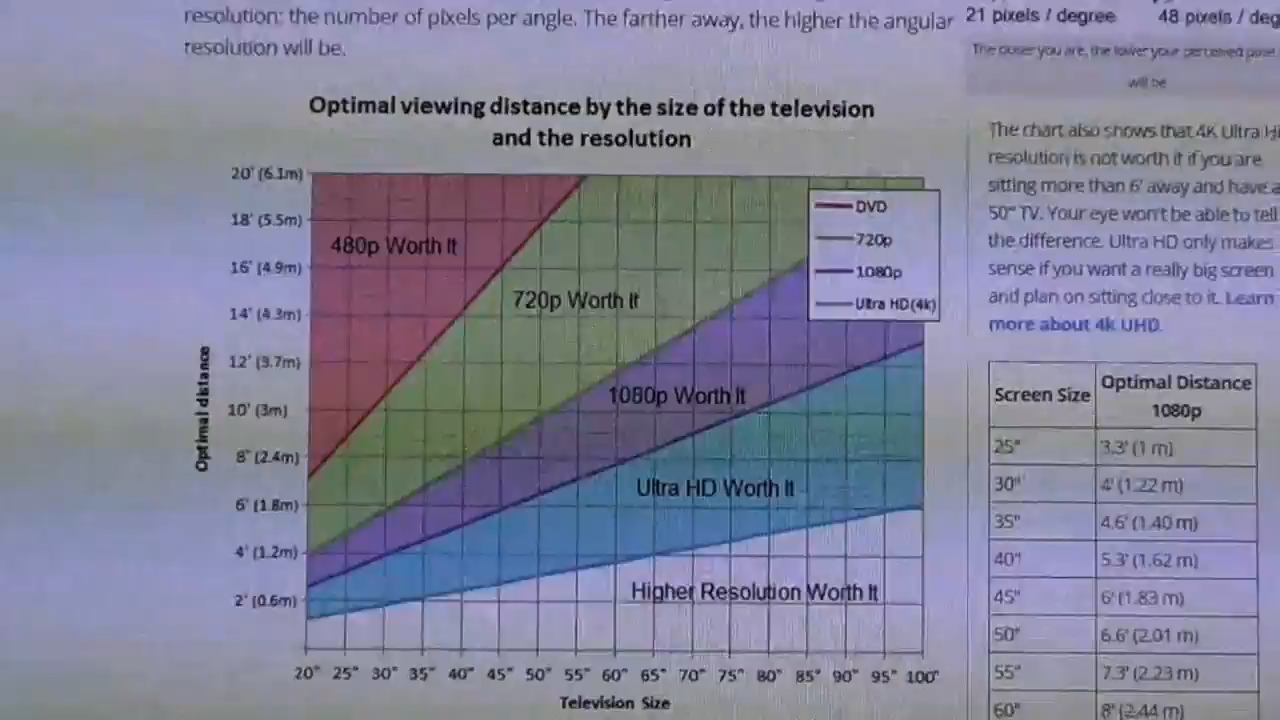 resolution: the number of pixels per angle. The farther away, the higher the angular
resolution will be.
Optimal viewing distance by the size of the television
and the resolution
20' (6.1m)
18' (5.5m)
16' (4.9m)
14' (4.3m)
12' (3.7m)
10' (3m)
8' (2.4m)
6' (1.8m)
4' (1.2m)
2' (0.6m)
Optimal distance
480p Worth It
720p Worth It
1080p Worth It
Ultra HD Worth It
Higher Resolution Worth It
DVD
720p
1080p
Ultra HD(4k)
20" 25" 30" 35" 40" 45" 50" 55" 60" 65" 70" 75" 80" 85" 90" 95" 100"
Television Size
21 pixels / degree 48 pixels / deg
The closer you are, the lower your perceived pixel
will be
The chart also shows that 4K Ultra H
resolution is not worth it if you are
sitting more than 6' away and have a
50" TV. Your eye won't be able to tell
the difference. Ultra HD only makes
sense if you want a really big screen
and plan on sitting close to it. Learn
more about 4k UHD.
Screen Size Optimal Distance
1080p
25" 3.3' (1 m)
30" 4' (1.22 m)
35" 4.6' (1.40 m)
40" 5.3' (1.62 m)
45" 6' (1.83 m)
50" 6.6' (2.01 m)
55" 7.3' (2.23 m)
60" 8' (2.44 m)